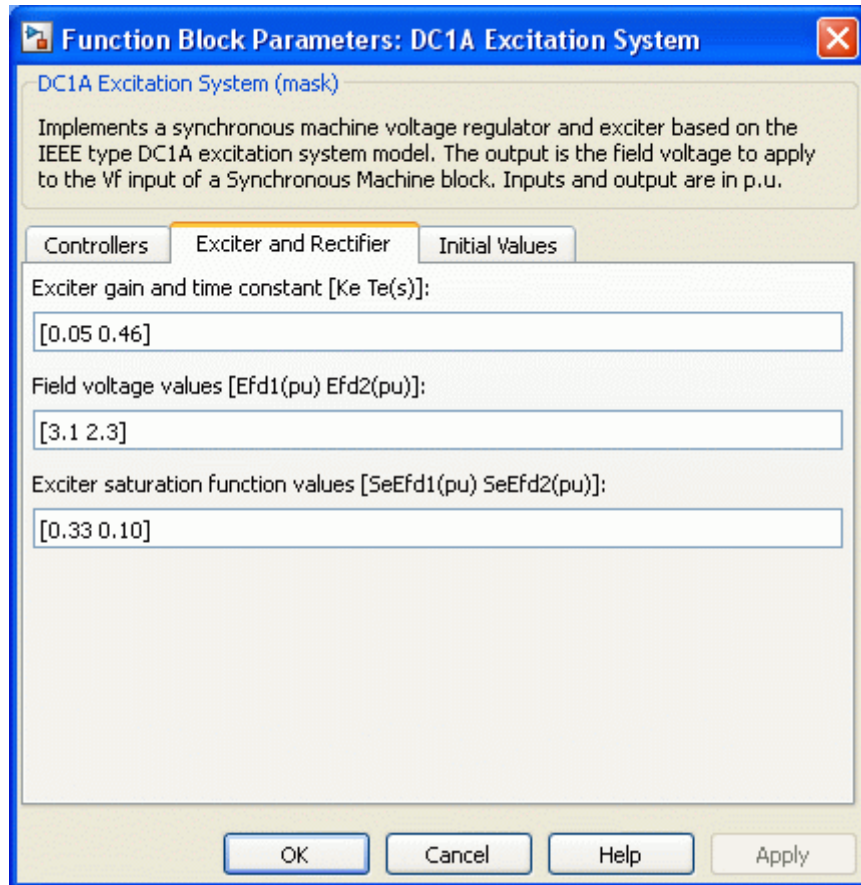 Function Block Parameters: DC1A Excitation System
DC1A Excitation System (mask)
Implements a synchronous machine voltage regulator and exciter based on the
IEEE type DC1A excitation system model. The output is the field voltage to apply
to the Vf input of a Synchronous Machine block. Inputs and output are in p.u.
Controllers Exciter and Rectifier Initial Values
Exciter gain and time constant [Ke Te(s)]:
[0.05 0.46]
Field voltage values [Efd1(pu) Efd2(pu)]:
[3.1 2.3]
Exciter saturation function values [SeEfd1(pu) SeEfd2(pu)]:
[0.33 0.10]
OK Cancel Help Apply